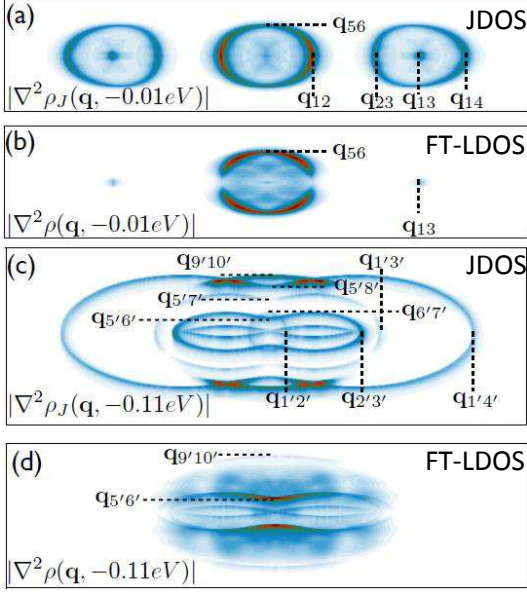 (a) JDOS
q₅₆
q₁₂ q₂₃ q₁₃ q₁₄
|∇²ρ_J(q, −0.01eV)|
(b) FT-LDOS
q₅₆
q₁₃
|∇²ρ(q, −0.01eV)|
(c) JDOS
q₉′₁₀′ q₁′₃′
q₅′₈′
q₅′₇′
q₆′₇′
q₅′₆′
q₁′₂′ q₂′₃′ q₁′₄′
|∇²ρ_J(q, −0.11eV)|
(d) FT-LDOS
q₉′₁₀′
q₅′₆′
|∇²ρ(q, −0.11eV)|